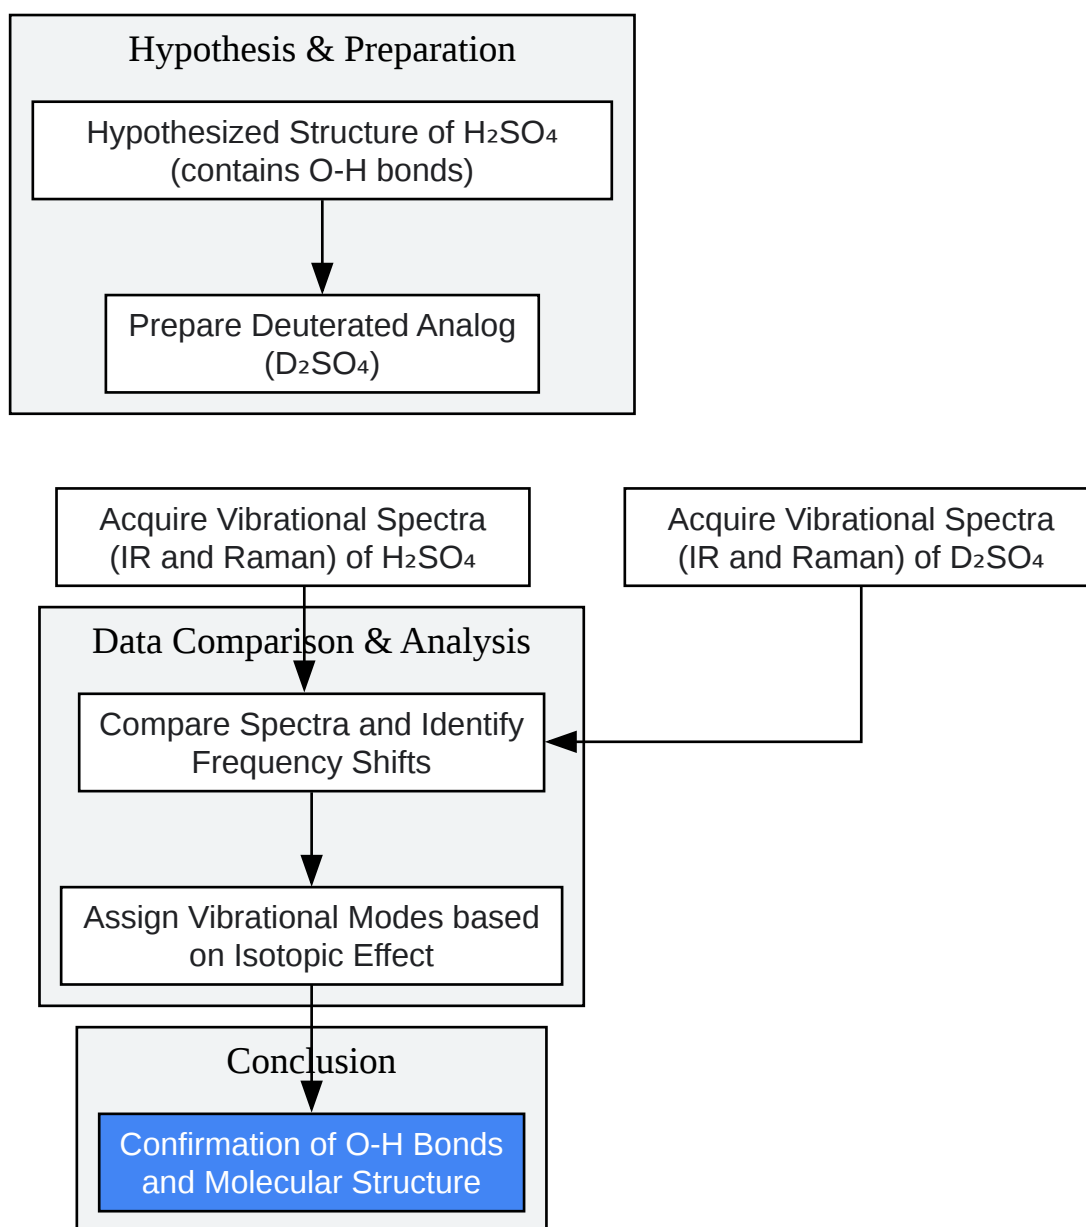 Hypothesis & Preparation
Hypothesized Structure of H₂SO₄
(contains O-H bonds)
Prepare Deuterated Analog
(D₂SO₄)
Acquire Vibrational Spectra
(IR and Raman) of H₂SO₄
Acquire Vibrational Spectra
(IR and Raman) of D₂SO₄
Data Comparison & Analysis
Compare Spectra and Identify
Frequency Shifts
Assign Vibrational Modes based
on Isotopic Effect
Conclusion
Confirmation of O-H Bonds
and Molecular Structure